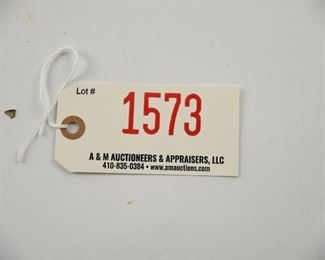 Lot #
1573
A & M AUCTIONEERS & APPRAISERS, LLC
410-835-0384 • www.amauctions.com